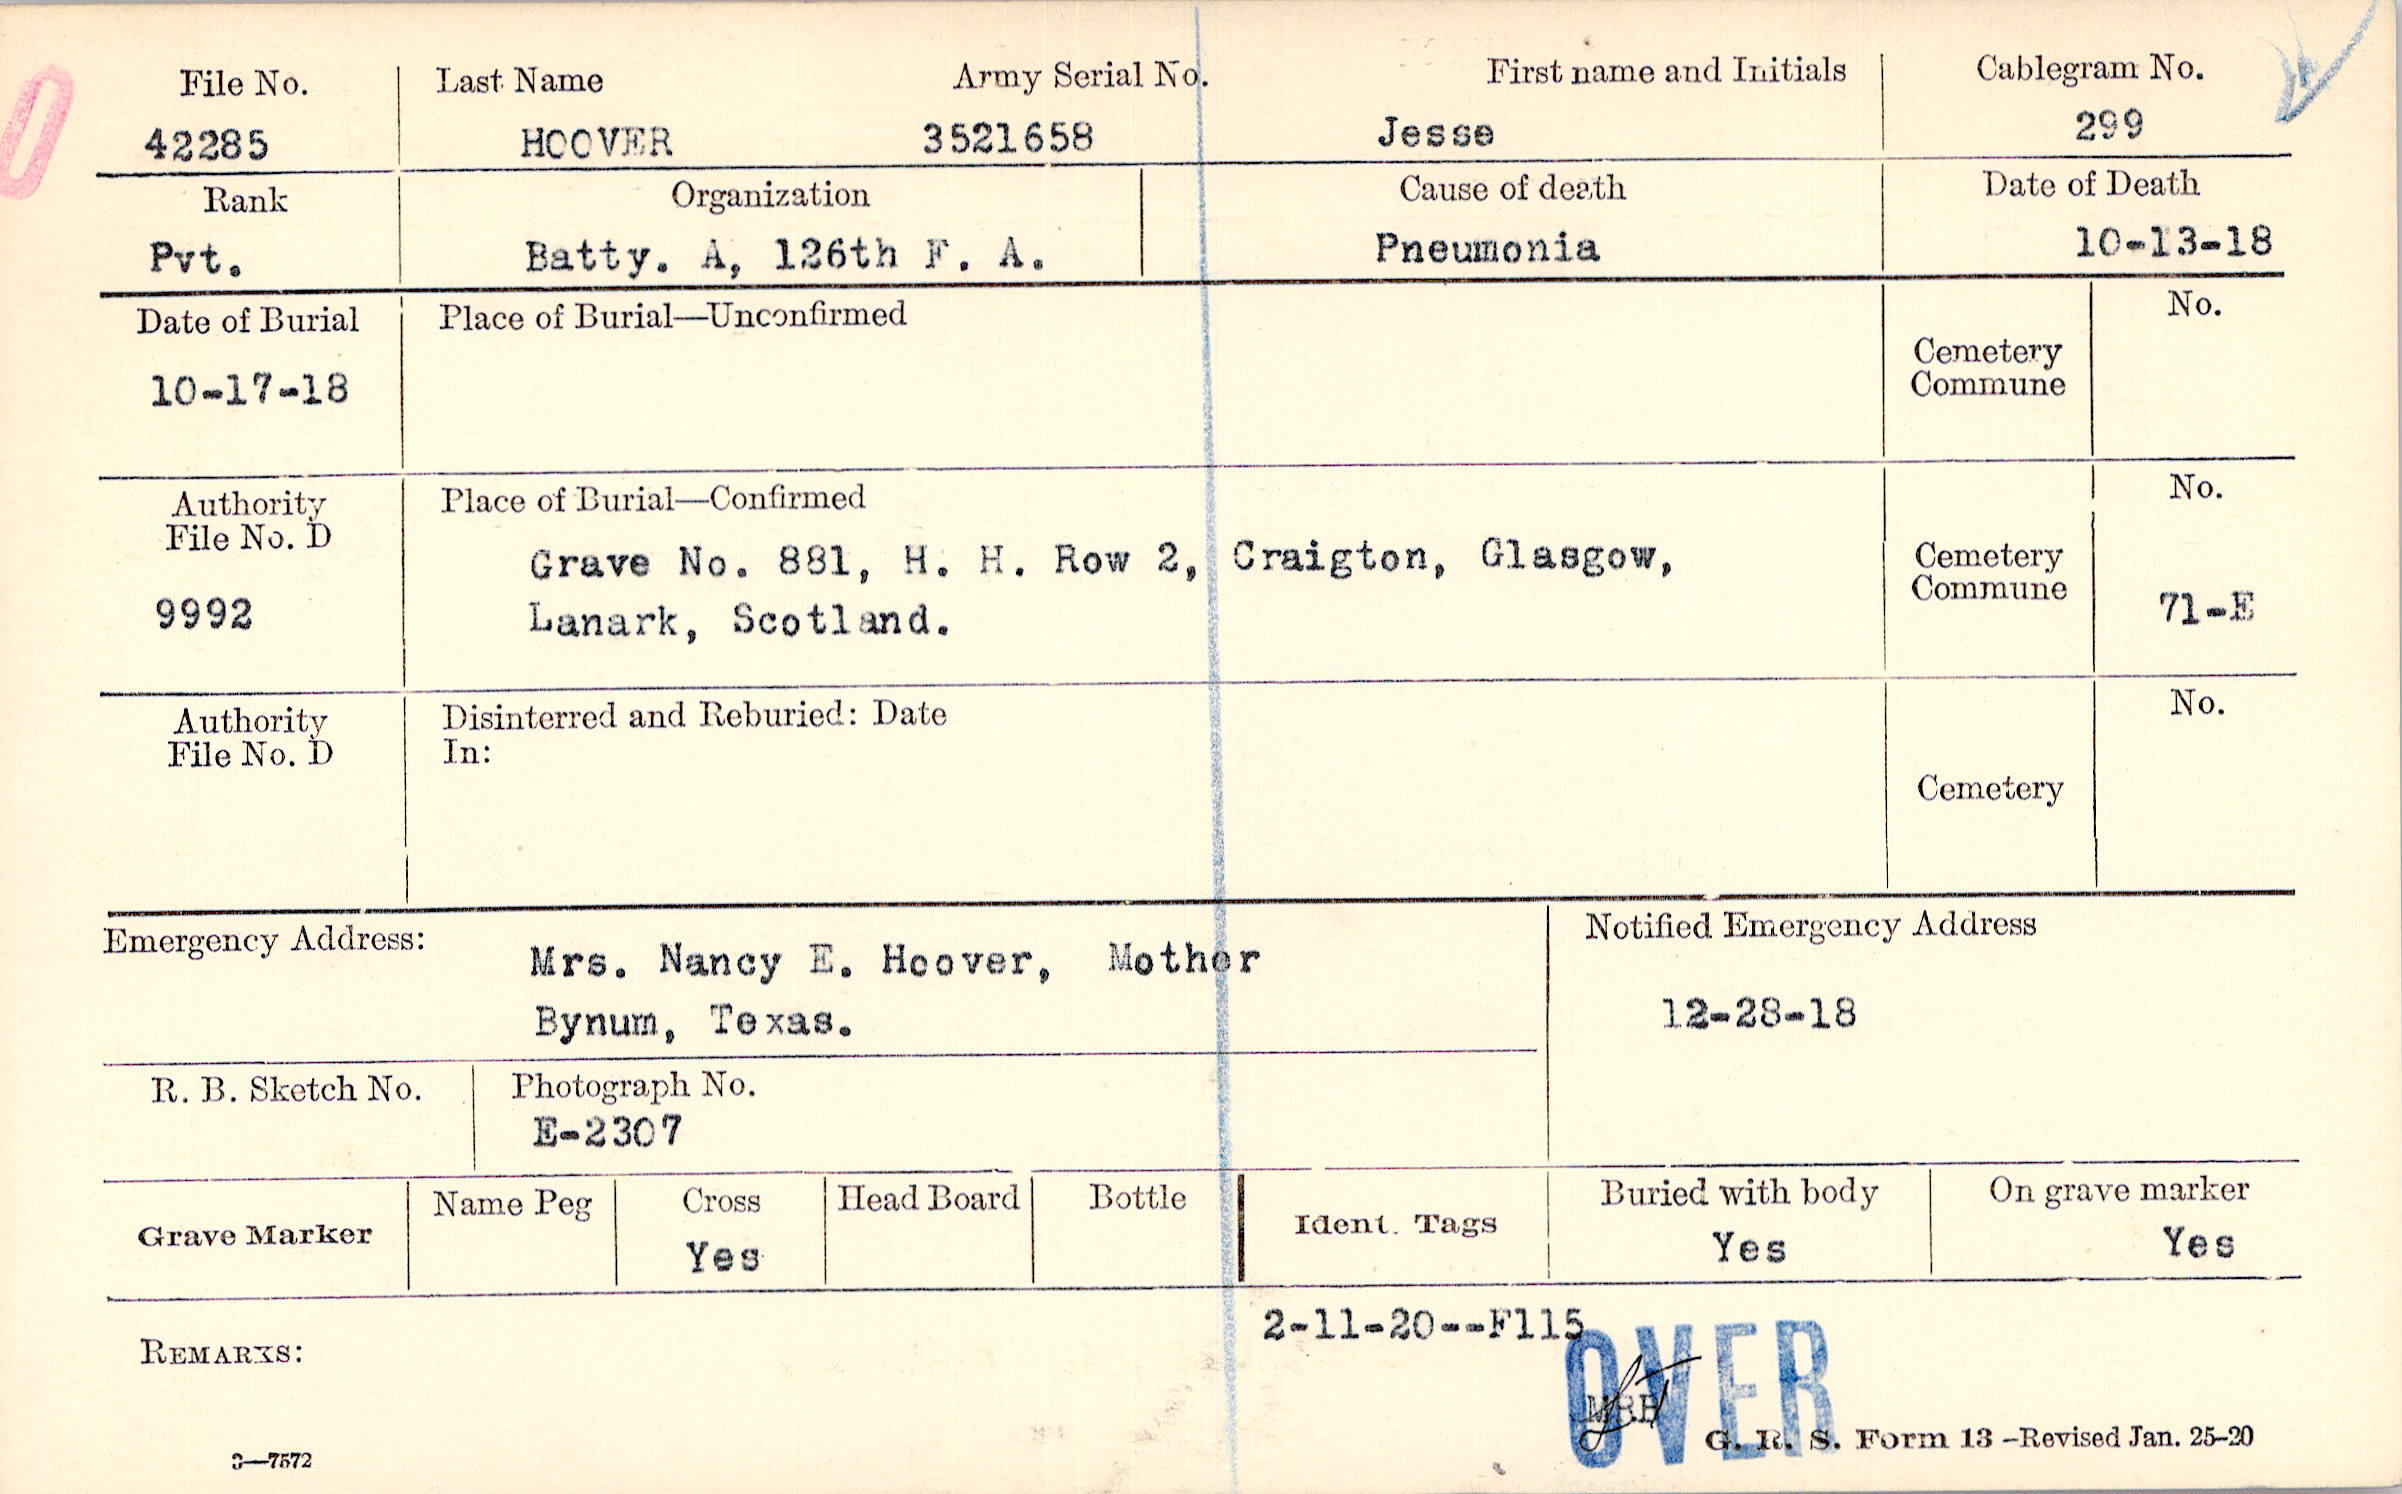 File No. Last Name Army Serial No. First name and Initials Cablegram No.
42285 HOOVER 3521658 Jesse 299
Rank Organization Cause of death Date of Death
Pvt. Batty. A, 126th F. A. Pneumonia 10-13-18
Date of Burial Place of Burial—Unconfirmed No.
Cemetery
Commune
10-17-18
Authority Place of Burial—Confirmed No.
File No. D
Grave No. 881, H. H. Row 2, Craigton, Glasgow, Cemetery
Commune
9992 Lanark, Scotland. 71-E
Authority Disinterred and Reburied: Date No.
File No. D In:
Cemetery
Emergency Address: Notified Emergency Address
Mrs. Nancy E. Hoover, Mother
Bynum, Texas. 12-28-18
R. B. Sketch No. Photograph No.
E-2307
Grave Marker Name Peg Cross Head Board Bottle Ident. Tags Buried with body On grave marker
Yes Yes Yes
2-11-20--F115
REMARKS:
OVER
G. R. S. Form 13 —Revised Jan. 25-20
3—7572